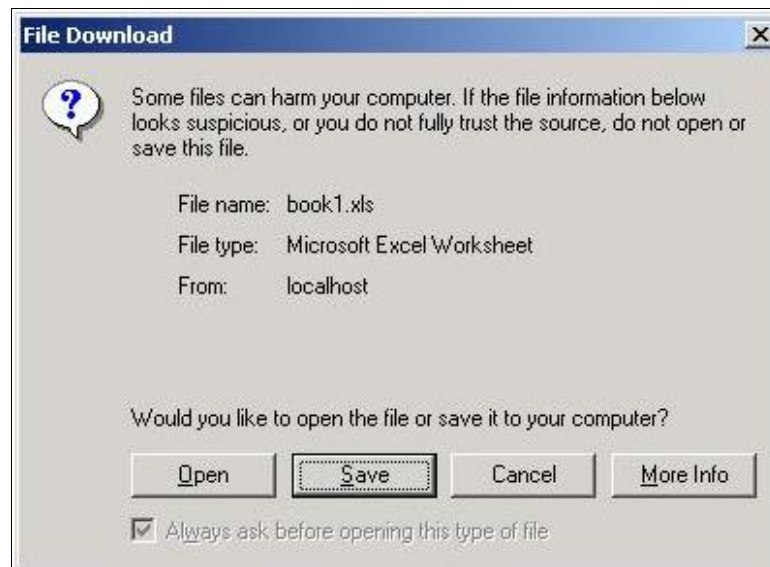 File Download
Some files can harm your computer. If the file information below
looks suspicious, or you do not fully trust the source, do not open or
save this file.
File name: book1.xls
File type: Microsoft Excel Worksheet
From: localhost
Would you like to open the file or save it to your computer?
Open Save Cancel More Info
Always ask before opening this type of file